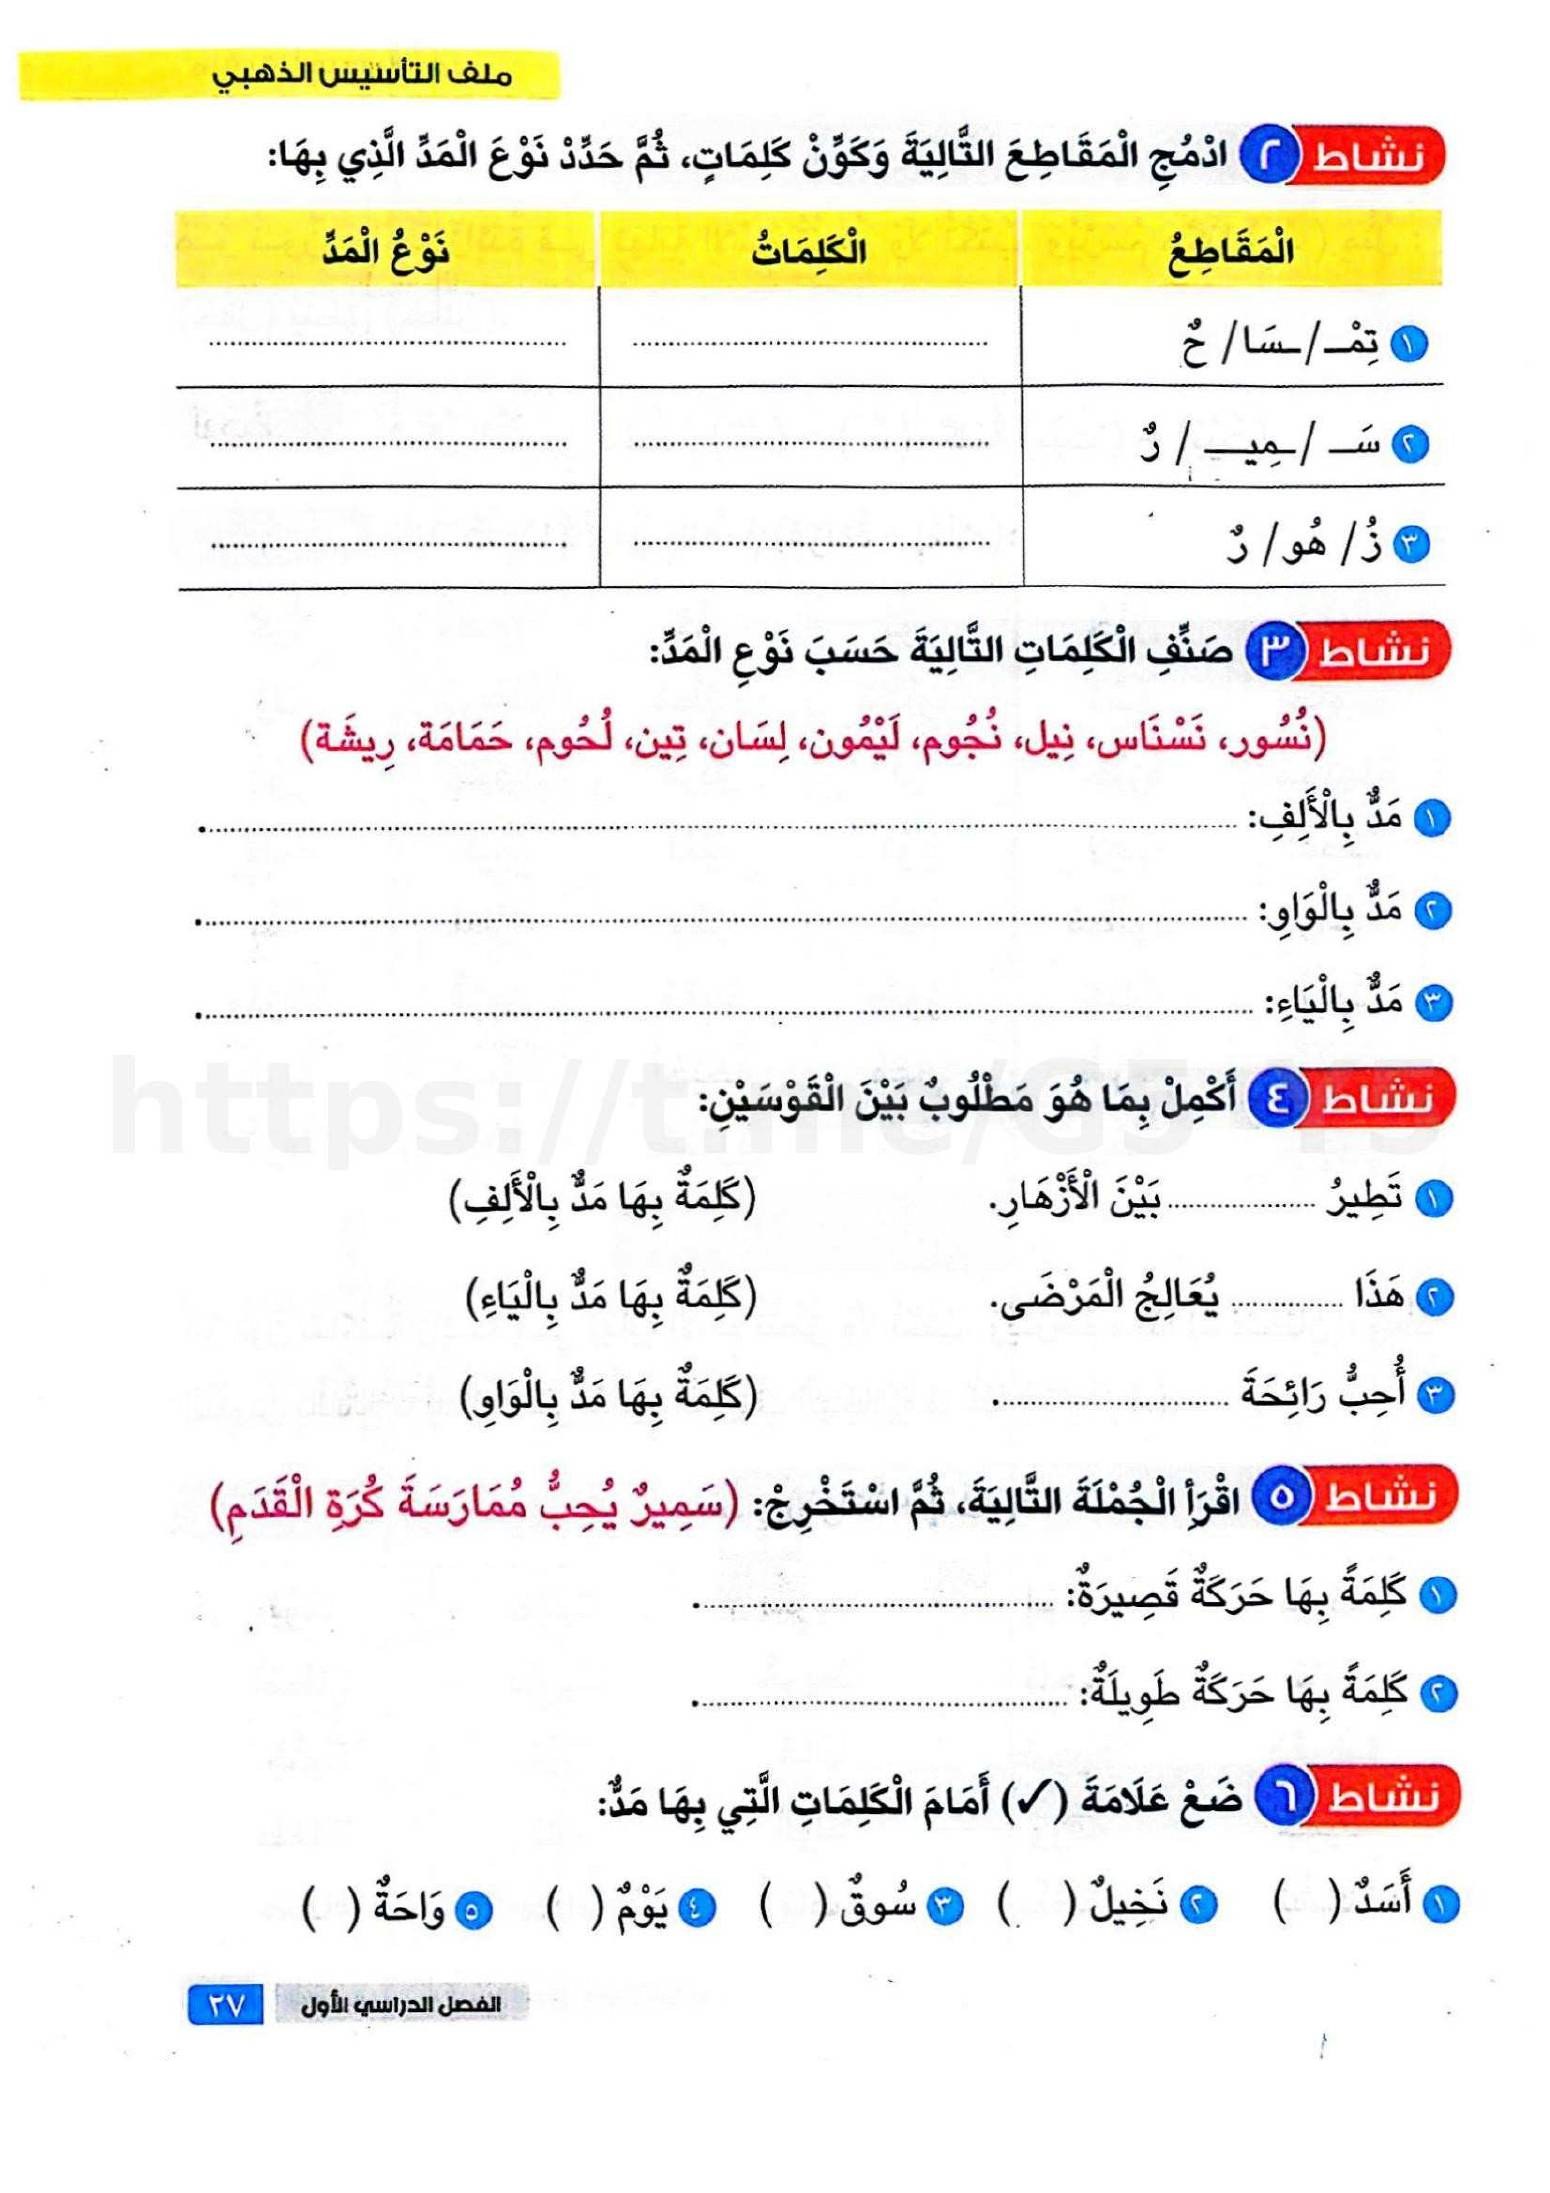 ملف التأسيس الذهبي
نشاط ٢ ادْمُجِ الْمَقَاطِعَ التَّالِيَةَ وَكَوِّنْ كَلِمَاتٍ، ثُمَّ حَدِّدْ نَوْعَ الْمَدِّ الَّذِي بِهَا:
الْمَقَاطِعُ الْكَلِمَاتُ نَوْعُ الْمَدِّ
١ تِمْـ/ـسَا/ حٌ
٢ سَـ /ـمِيـ / رٌ
٣ زُ/ هُو/ رٌ
نشاط ٣ صَنِّفِ الْكَلِمَاتِ التَّالِيَةَ حَسَبَ نَوْعِ الْمَدِّ:
(نُسُور، نَسْنَاس، نِيل، نُجُوم، لَيْمُون، لِسَان، تِين، لُحُوم، حَمَامَة، رِيشَة)
١ مَدٌّ بِالْأَلِفِ: ........................
٢ مَدٌّ بِالْوَاوِ: ........................
٣ مَدٌّ بِالْيَاءِ: ........................
نشاط ٤ أَكْمِلْ بِمَا هُوَ مَطْلُوبٌ بَيْنَ الْقَوْسَيْنِ:
١ تَطِيرُ .................. بَيْنَ الْأَزْهَارِ. (كَلِمَةٌ بِهَا مَدٌّ بِالْأَلِفِ)
٢ هَذَا .............. يُعَالِجُ الْمَرْضَى. (كَلِمَةٌ بِهَا مَدٌّ بِالْيَاءِ)
٣ أُحِبُّ رَائِحَةَ .............................. (كَلِمَةٌ بِهَا مَدٌّ بِالْوَاوِ)
نشاط ٥ اقْرَأِ الْجُمْلَةَ التَّالِيَةَ، ثُمَّ اسْتَخْرِجْ: (سَمِيرٌ يُحِبُّ مُمَارَسَةَ كُرَةِ الْقَدَمِ)
١ كَلِمَةً بِهَا حَرَكَةٌ قَصِيرَةٌ: ........................
٢ كَلِمَةً بِهَا حَرَكَةٌ طَوِيلَةٌ: ........................
نشاط ٦ ضَعْ عَلَامَةَ (✓) أَمَامَ الْكَلِمَاتِ الَّتِي بِهَا مَدٌّ:
١ أَسَدٌ ( ) ٢ نَخِيلٌ ( ) ٣ سُوقٌ ( ) ٤ يَوْمٌ ( ) ٥ وَاحَةٌ ( )
الفصل الدراسي الأول ٢٧